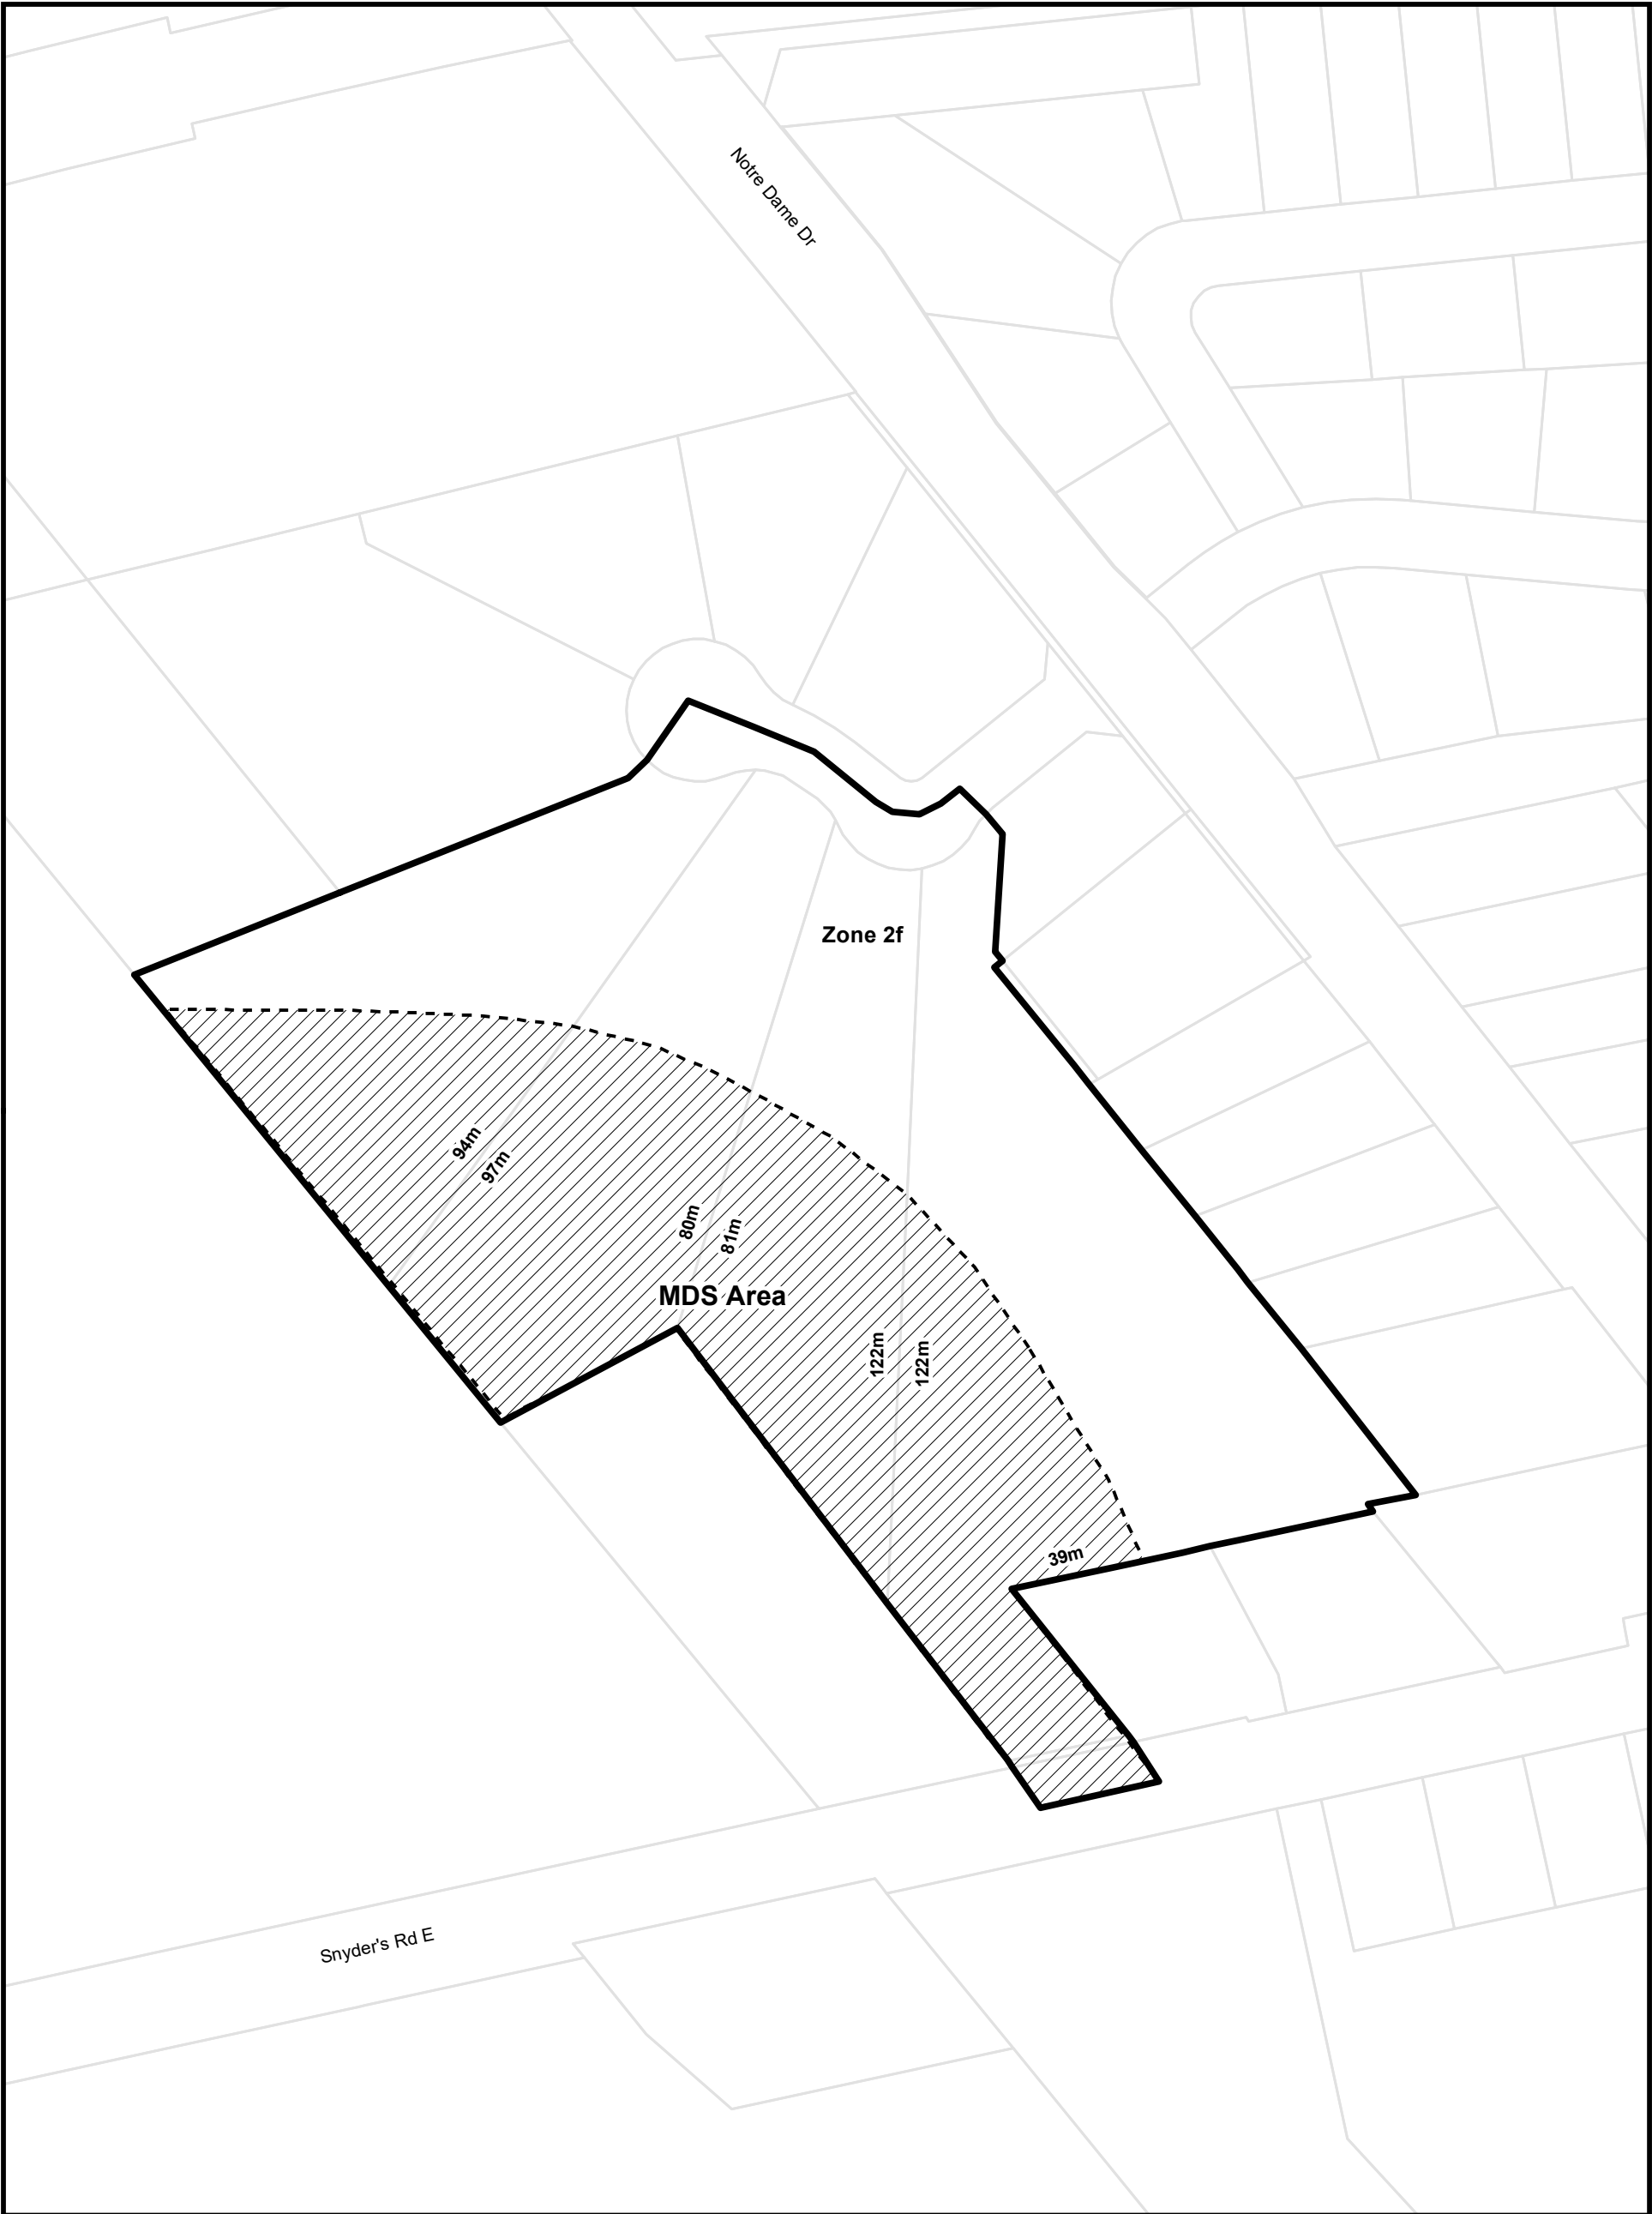 Notre Dame Dr
Zone 2f
94m
97m
80m
81m
MDS Area
122m
122m
39m
Snyder's Rd E